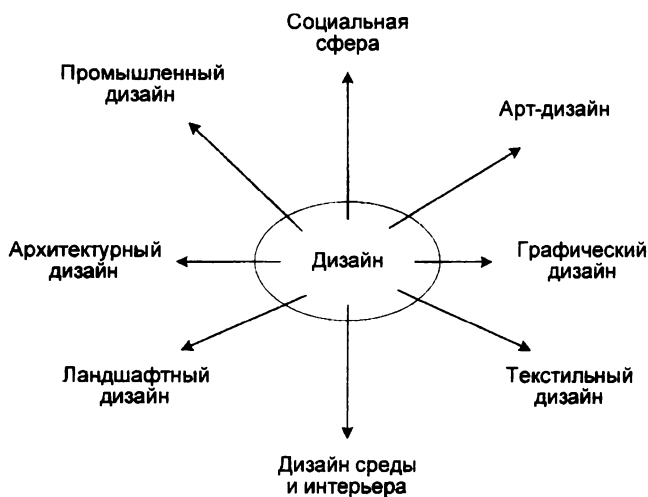 Социальная
сфера
Промышленный
дизайн
Арт-дизайн
Архитектурный
дизайн
Дизайн
Графический
дизайн
Ландшафтный
дизайн
Текстильный
дизайн
Дизайн среды
и интерьера